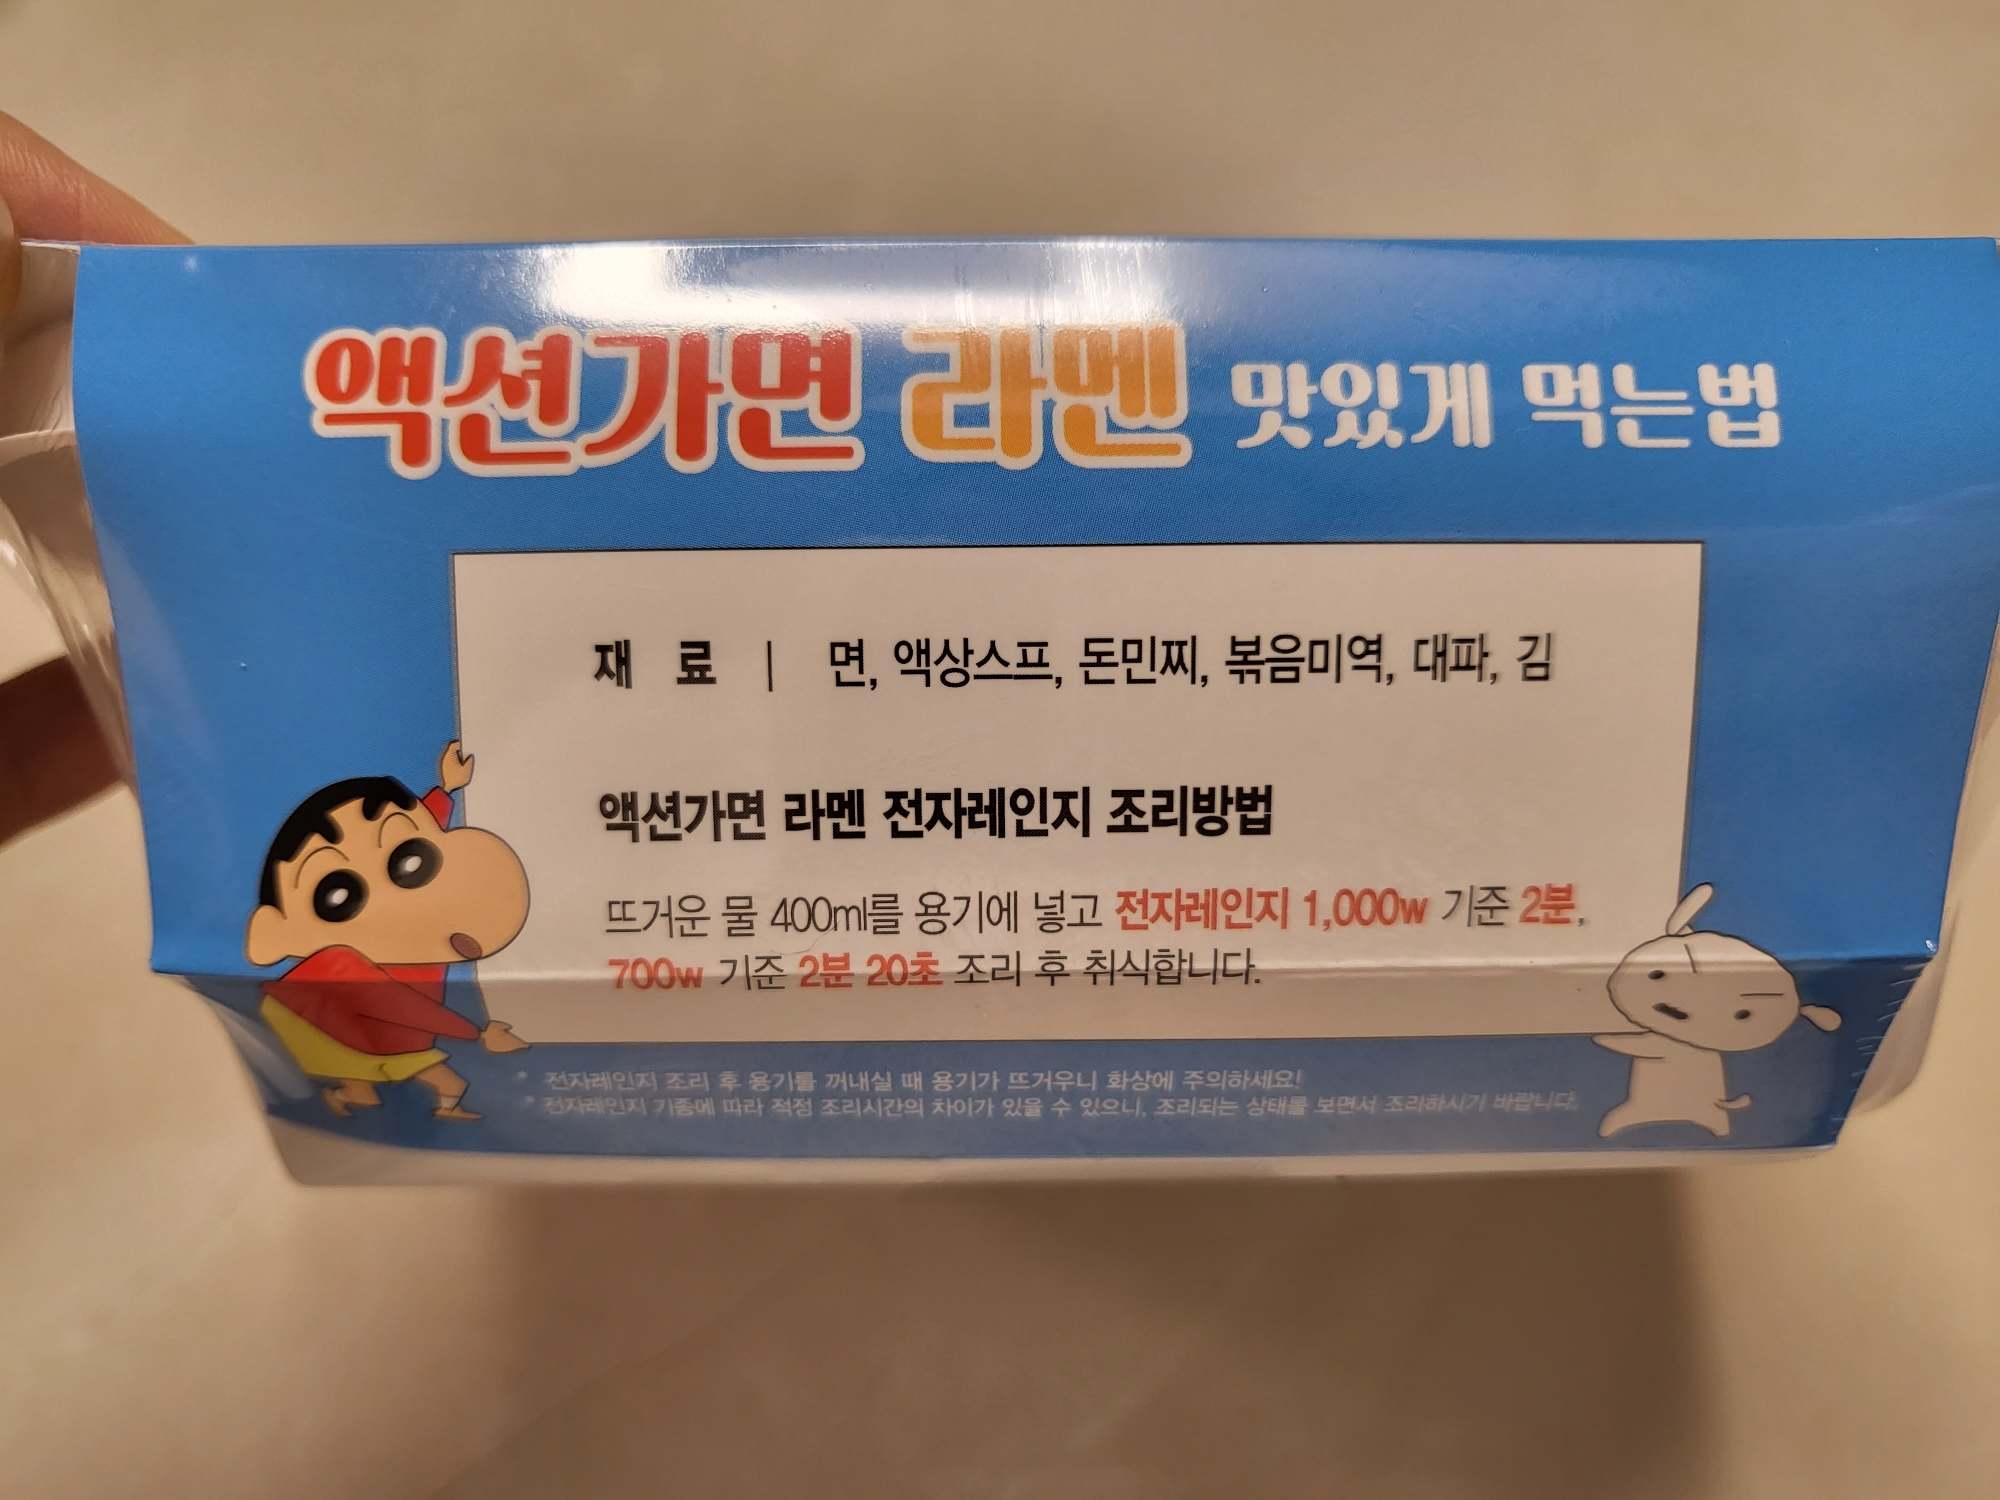 액션가면 라멘 맛있게 먹는법
재 료 | 면, 액상스프, 돈민찌, 볶음미역, 대파, 김
액션가면 라멘 전자레인지 조리방법
뜨거운 물 400ml를 용기에 넣고 전자레인지 1,000w 기준 2분,
700w 기준 2분 20초 조리 후 취식합니다.
* 전자레인지 조리 후 용기를 꺼내실 때 용기가 뜨거우니 화상에 주의하세요!
* 전자레인지 기종에 따라 적정 조리시간의 차이가 있을 수 있으니, 조리되는 상태를 보면서 조리하시기 바랍니다.